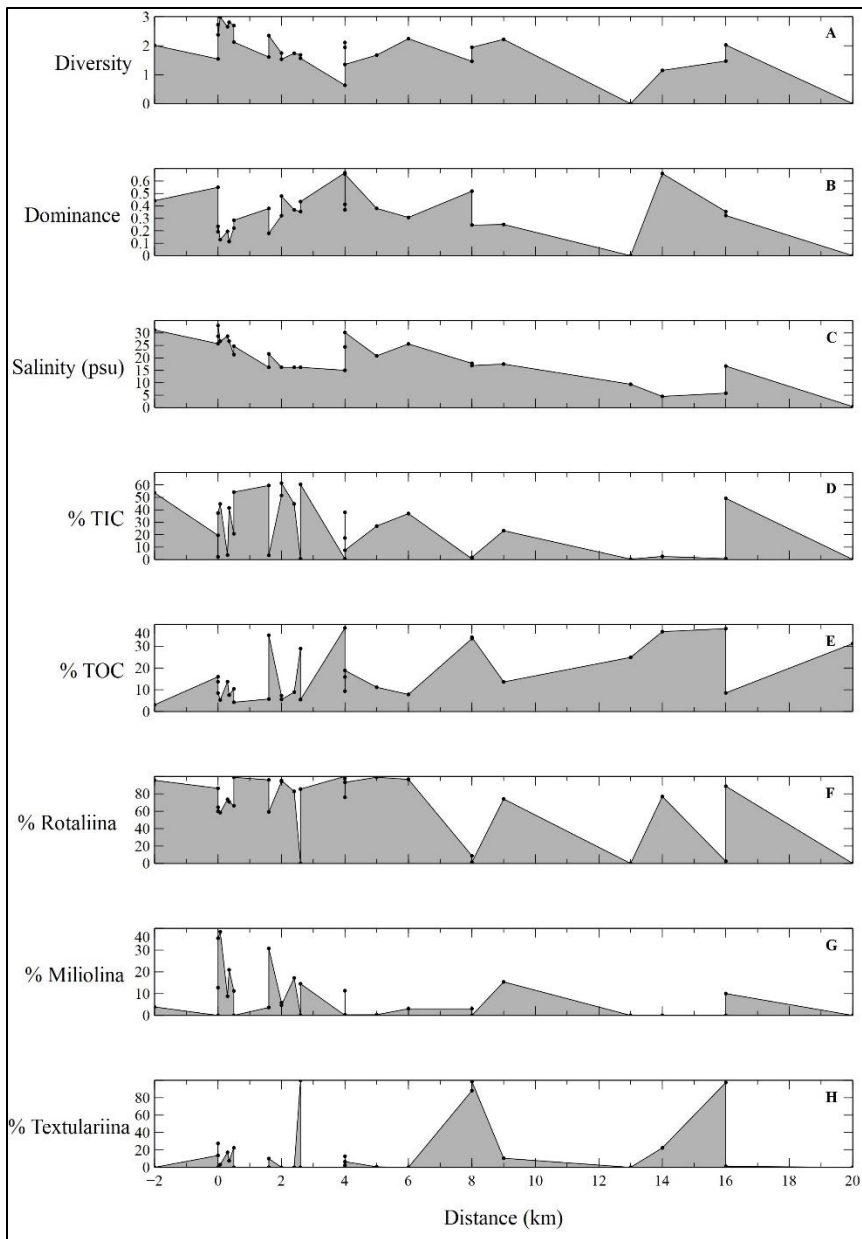 3
2
1
0
Diversity
A
0.6
0.5
0.4
0.3
0.2
0.1
0
Dominance
B
30
25
20
15
10
5
0
Salinity (psu)
C
60
50
40
30
20
10
0
% TIC
D
40
30
20
10
0
% TOC
E
80
60
40
20
0
% Rotaliina
F
40
30
20
10
0
% Miliolina
G
80
60
40
20
0
% Textulariina
H
−2 0 2 4 6 8 10 12 14 16 18 20
Distance (km)